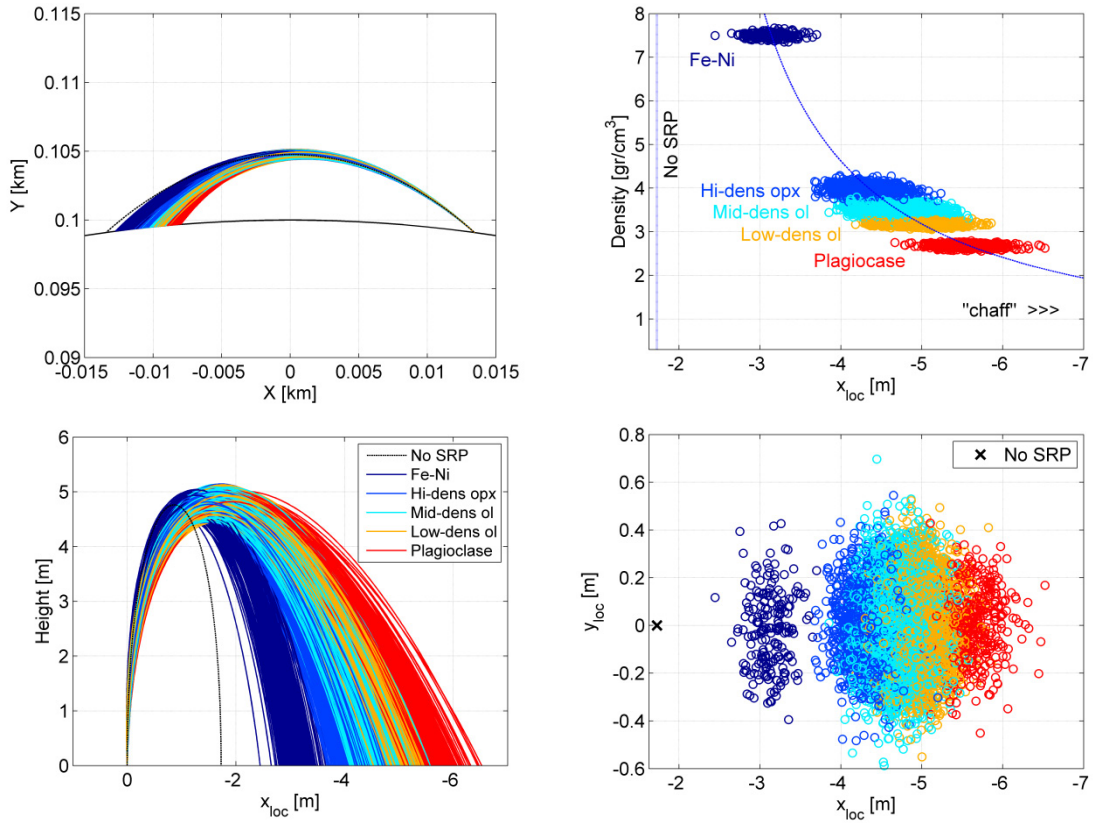 0.115
0.11
0.105
0.1
0.095
0.09
Y [km]
-0.015
-0.01
-0.005
0
0.005
0.01
0.015
X [km]
8
7
6
5
4
3
2
1
Density [gr/cm³]
Fe-Ni
No SRP
Hi-dens opx
Mid-dens ol
Low-dens ol
Plagiocase
"chaff" >>>
-2
-3
-4
-5
-6
-7
x_loc [m]
6
5
4
3
2
1
0
Height [m]
No SRP
Fe-Ni
Hi-dens opx
Mid-dens ol
Low-dens ol
Plagioclase
0
-2
-4
-6
x_loc [m]
0.8
0.6
0.4
0.2
0
-0.2
-0.4
-0.6
y_loc [m]
No SRP
-2
-3
-4
-5
-6
-7
x_loc [m]